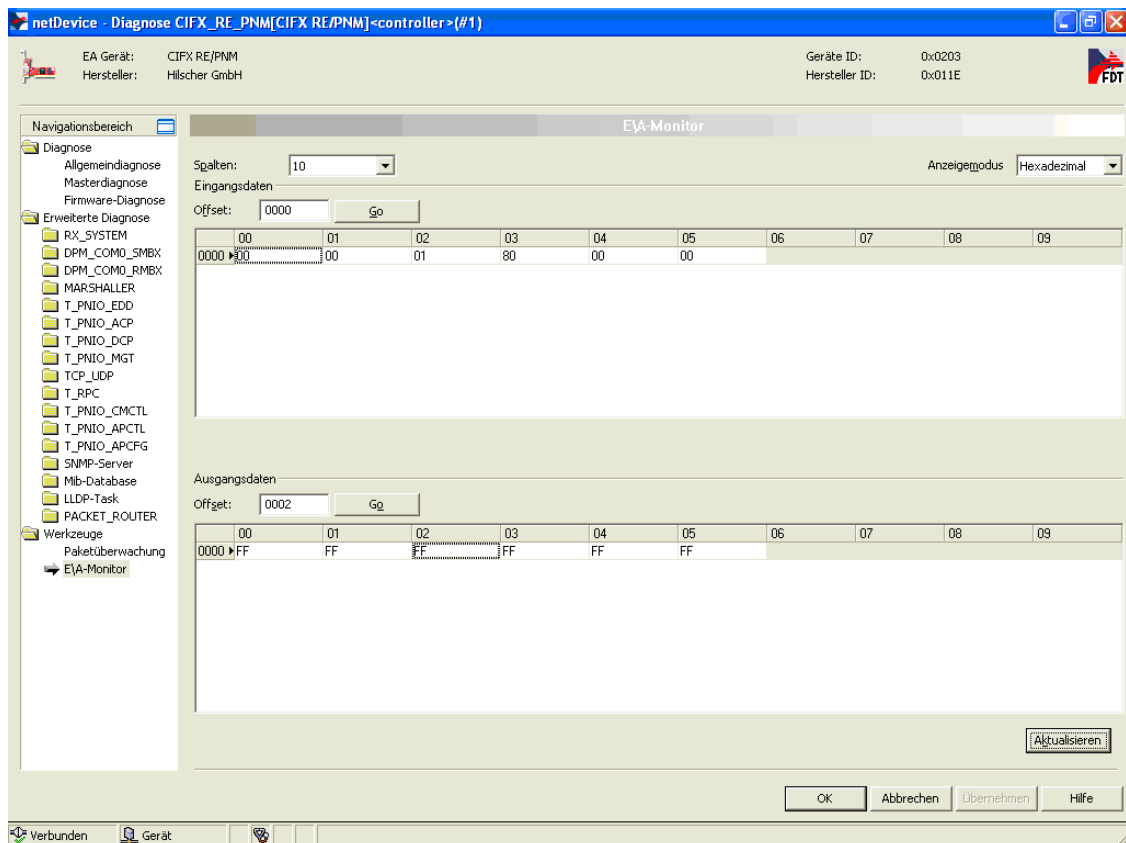 netDevice - Diagnose CIFX_RE_PNM[CIFX RE/PNM]<controller>(#1)
EA Gerät: CIFX RE/PNM Geräte ID: 0x0203
Hersteller: Hilscher GmbH Hersteller ID: 0x011E
FDT
Navigationsbereich
Diagnose
Allgemeindiagnose
Masterdiagnose
Firmware-Diagnose
Erweiterte Diagnose
RX_SYSTEM
DPM_COM0_SMBX
DPM_COM0_RMBX
MARSHALLER
T_PNIO_EDD
T_PNIO_ACP
T_PNIO_DCP
T_PNIO_MGT
TCP_UDP
T_RPC
T_PNIO_CMCTL
T_PNIO_APCTL
T_PNIO_APCFG
SNMP-Server
Mib-Database
LLDP-Task
PACKET_ROUTER
Werkzeuge
Paketüberwachung
E\A-Monitor
E\A-Monitor
Spalten: 10 Anzeigemodus Hexadezimal
Eingangsdaten
Offset: 0000 Go
00 01 02 03 04 05 06 07 08 09
0000 00 00 01 80 00 00
Ausgangsdaten
Offset: 0002 Go
00 01 02 03 04 05 06 07 08 09
0000 FF FF FF FF FF FF
Aktualisieren
OK Abbrechen Übernehmen Hilfe
Verbunden Gerät